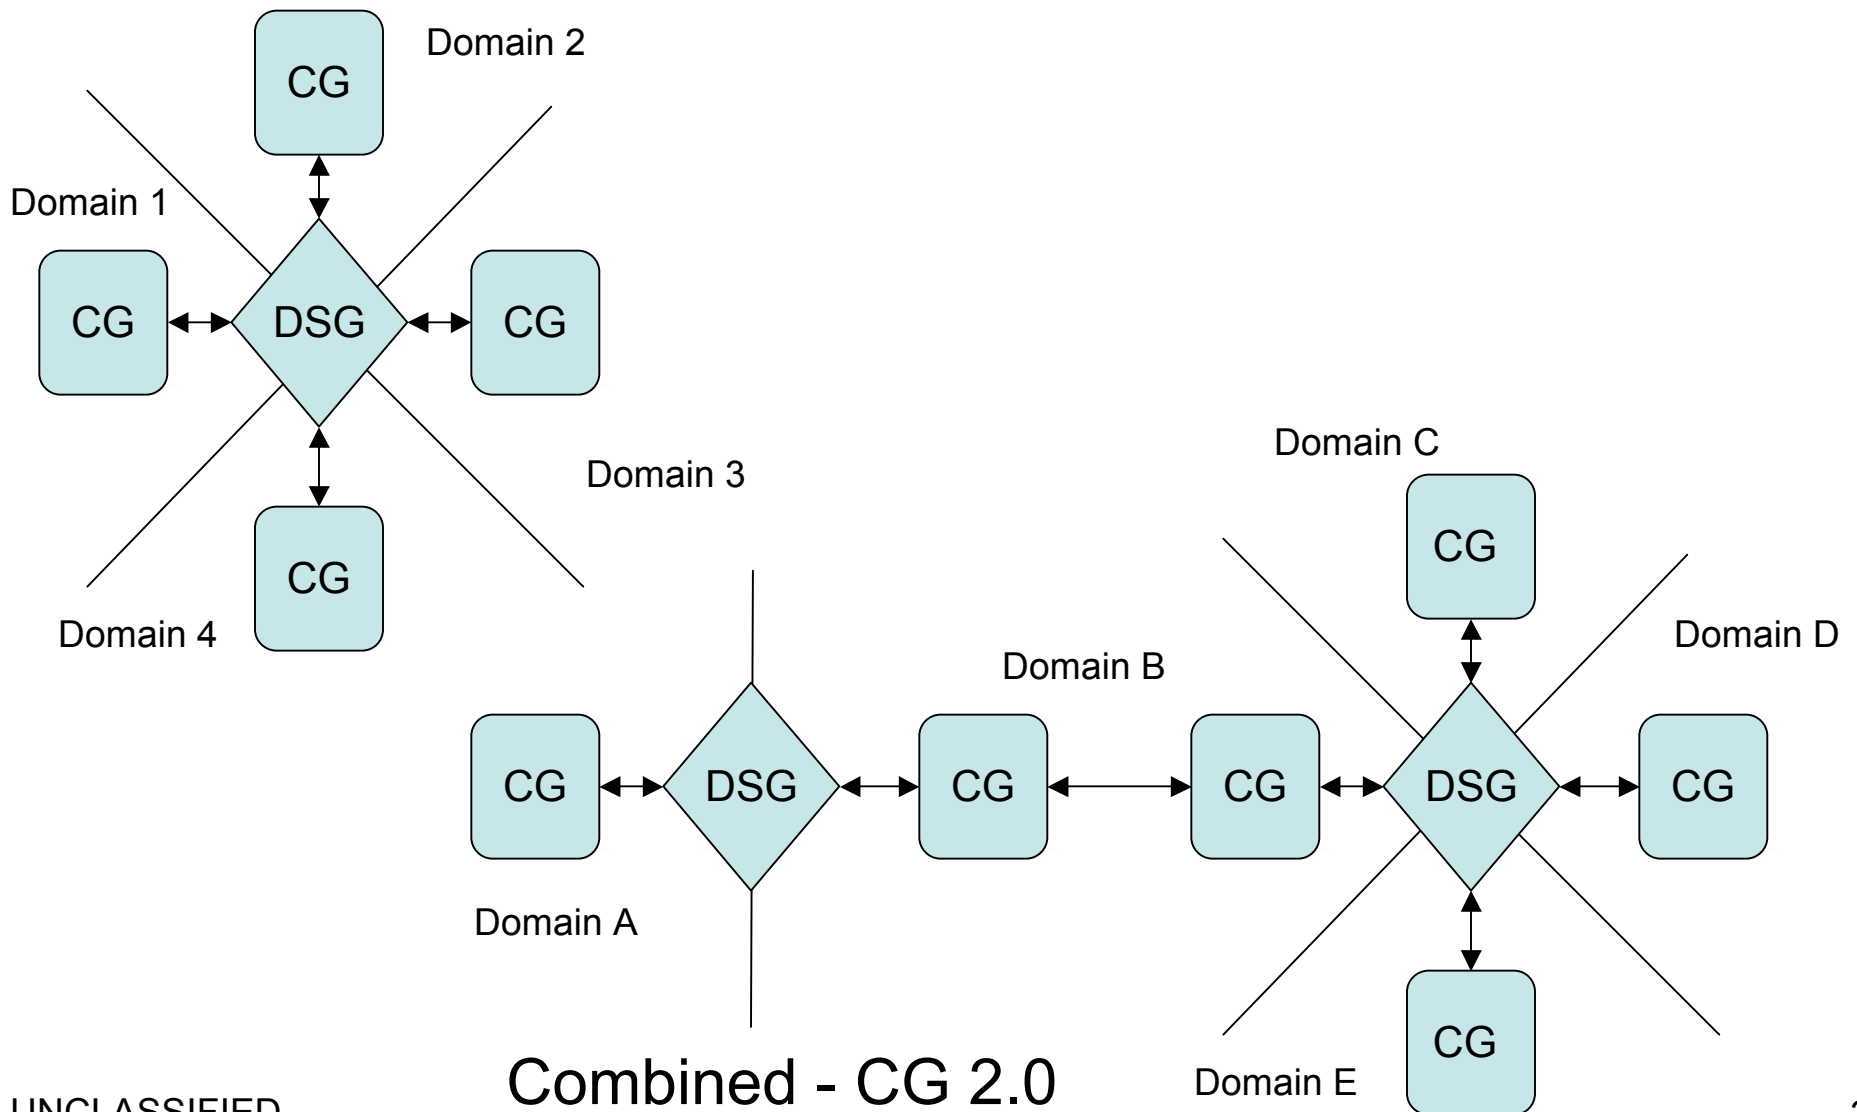 Domain 2
CG
Domain 1
CG
DSG
CG
Domain 3
CG
Domain 4
Domain C
CG
Domain D
Domain B
CG
DSG
CG
CG
DSG
CG
Domain A
CG
Domain E
Combined - CG 2.0
UNCLASSIFIED